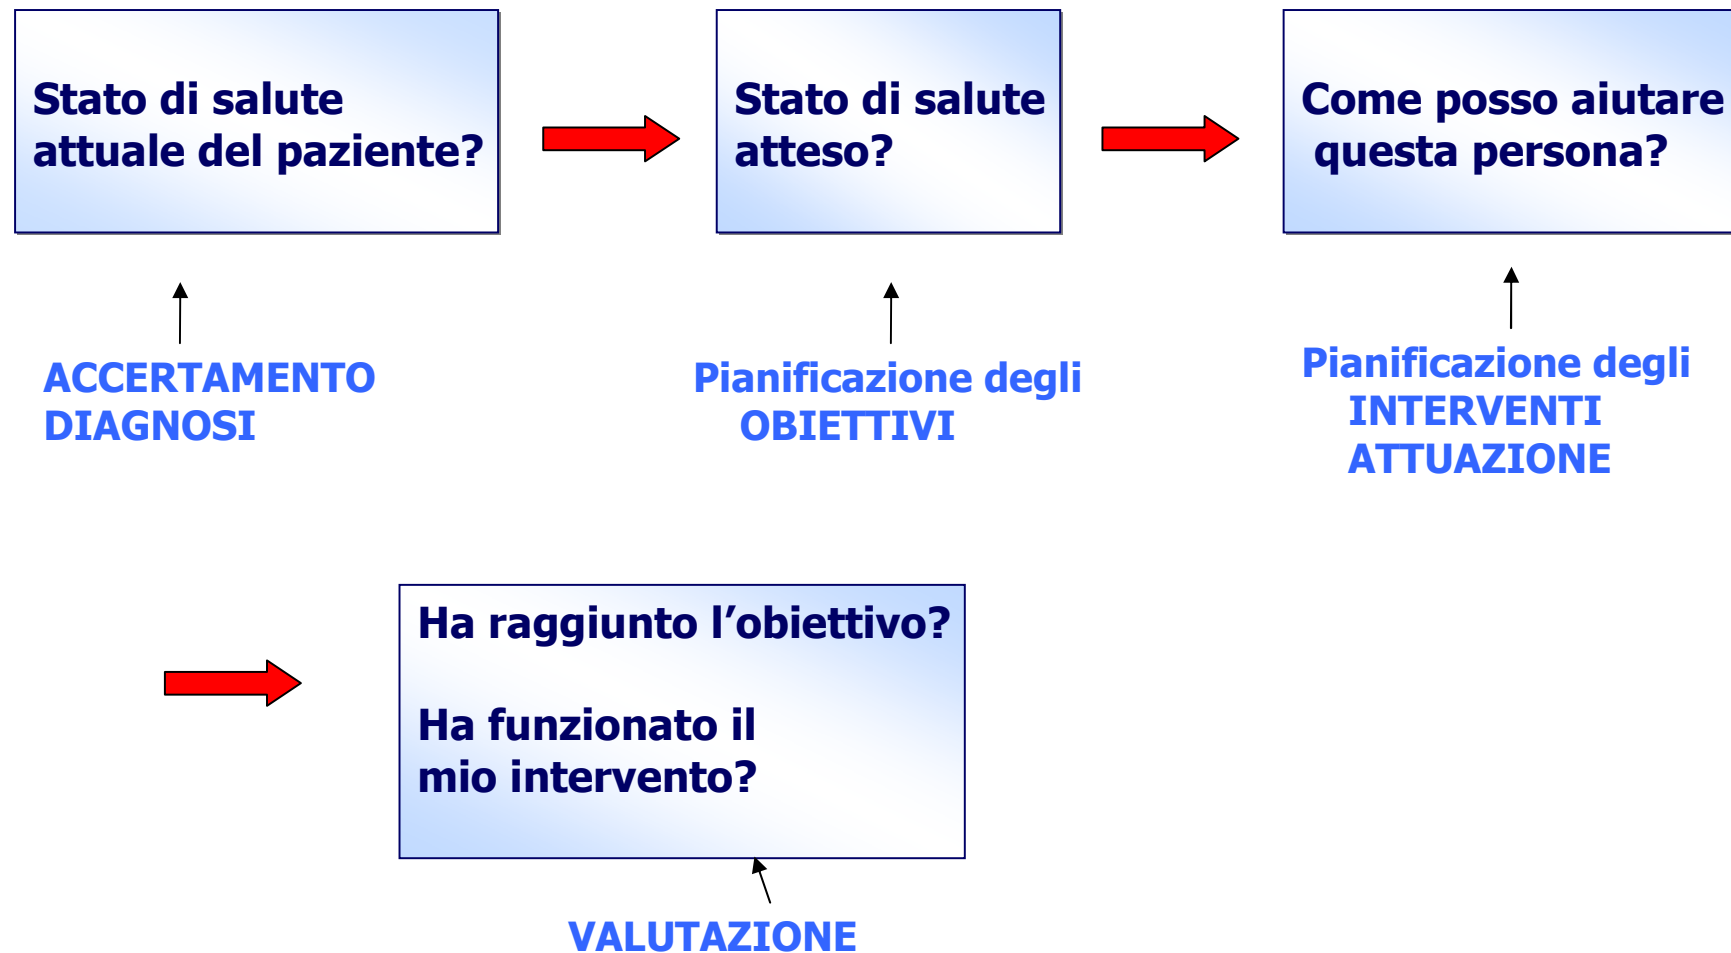 Stato di salute
attuale del paziente?
Stato di salute
atteso?
Come posso aiutare
questa persona?
ACCERTAMENTO
DIAGNOSI
Pianificazione degli
OBIETTIVI
Pianificazione degli
INTERVENTI
ATTUAZIONE
Ha raggiunto l’obiettivo?
Ha funzionato il
mio intervento?
VALUTAZIONE